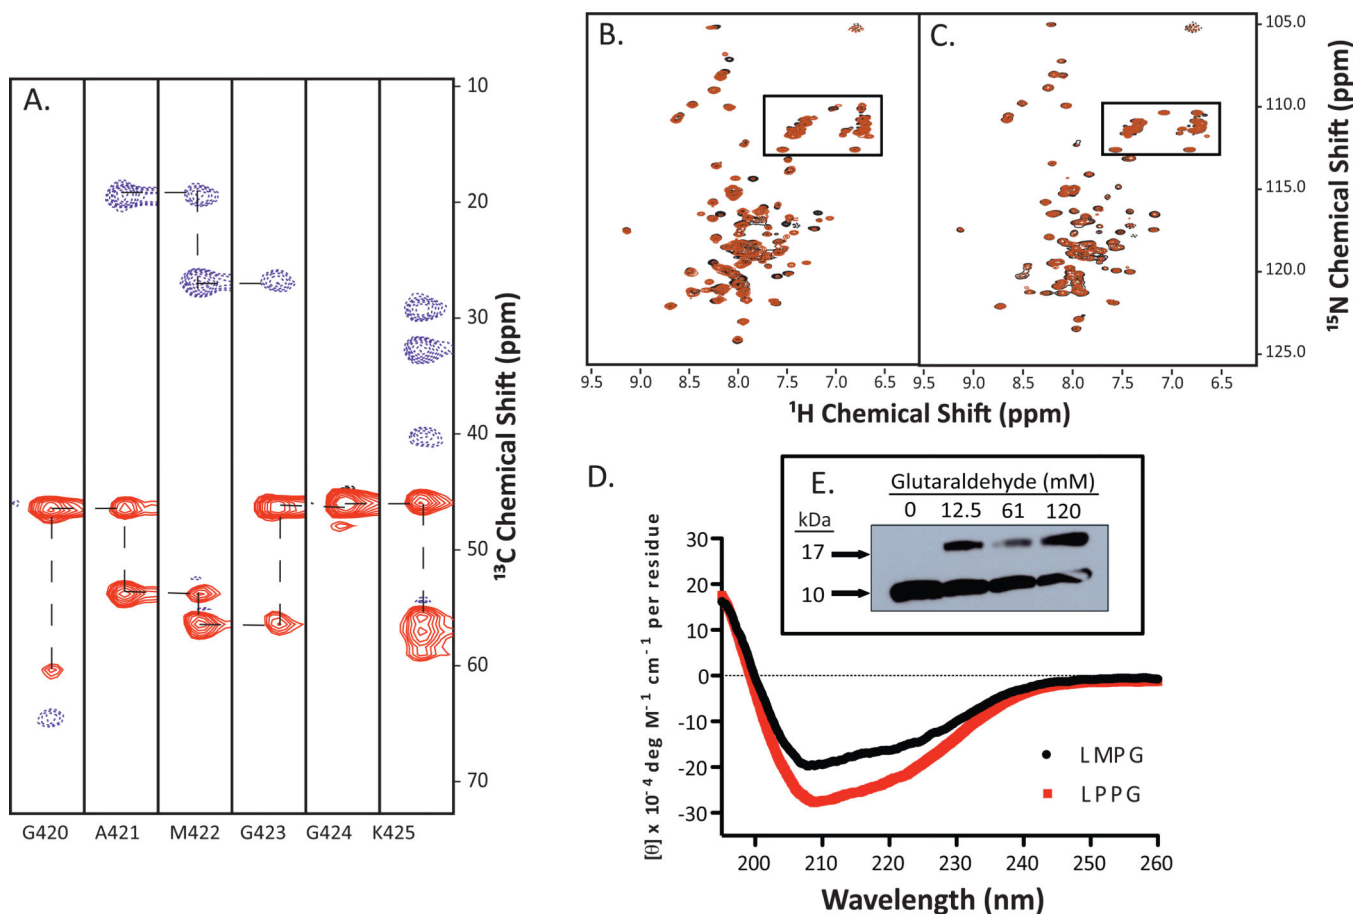 A.
10
20
30
40
50
60
70
¹³C Chemical Shift (ppm)
G420 A421 M422 G423 G424 K425
B.
C.
105.0
110.0
115.0
120.0
125.0
¹⁵N Chemical Shift (ppm)
9.5 9.0 8.5 8.0 7.5 7.0 6.5 9.5 9.0 8.5 8.0 7.5 7.0 6.5
¹H Chemical Shift (ppm)
D.
E.
Glutaraldehyde (mM)
0 12.5 61 120
kDa
17
10
30
20
10
0
-10
-20
-30
[θ] x 10⁻⁴ deg M⁻¹ cm⁻¹ per residue
LMPG
LPPG
200 210 220 230 240 250 260
Wavelength (nm)